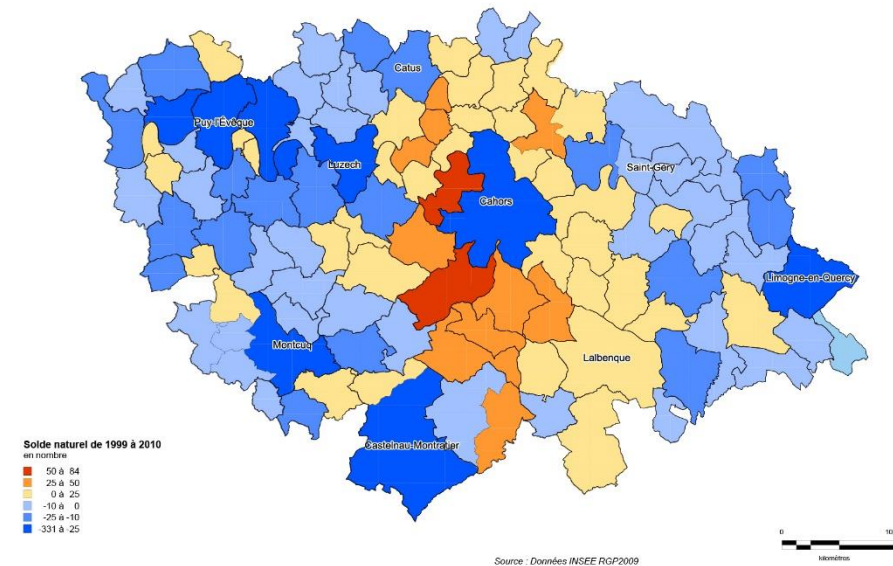 Catus
Puy-l'Évêque
Luzech
Saint-Géry
Cahors
Limogne-en-Quercy
Montcuq
Lalbenque
Castelnau-Montratier
Solde naturel de 1999 à 2010
en nombre
50 à 84
25 à 50
0 à 25
-10 à 0
-25 à -10
-331 à -25
0 10
Kilomètres
Source : Données INSEE RGP2009